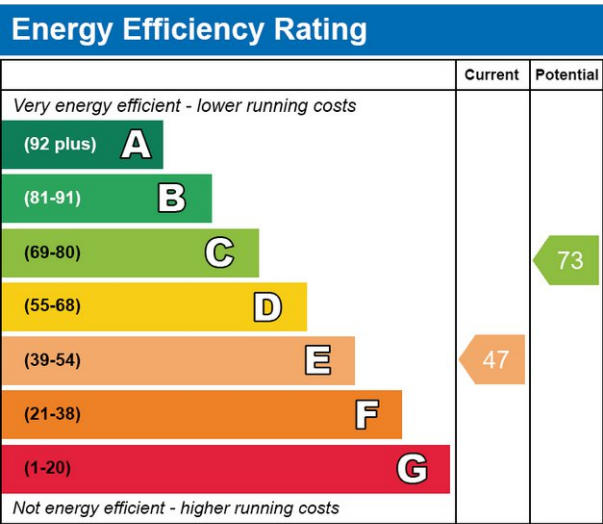 Energy Efficiency Rating
Current Potential
Very energy efficient - lower running costs
(92 plus) A
(81-91) B
(69-80) C
73
(55-68) D
(39-54) E
47
(21-38) F
(1-20) G
Not energy efficient - higher running costs